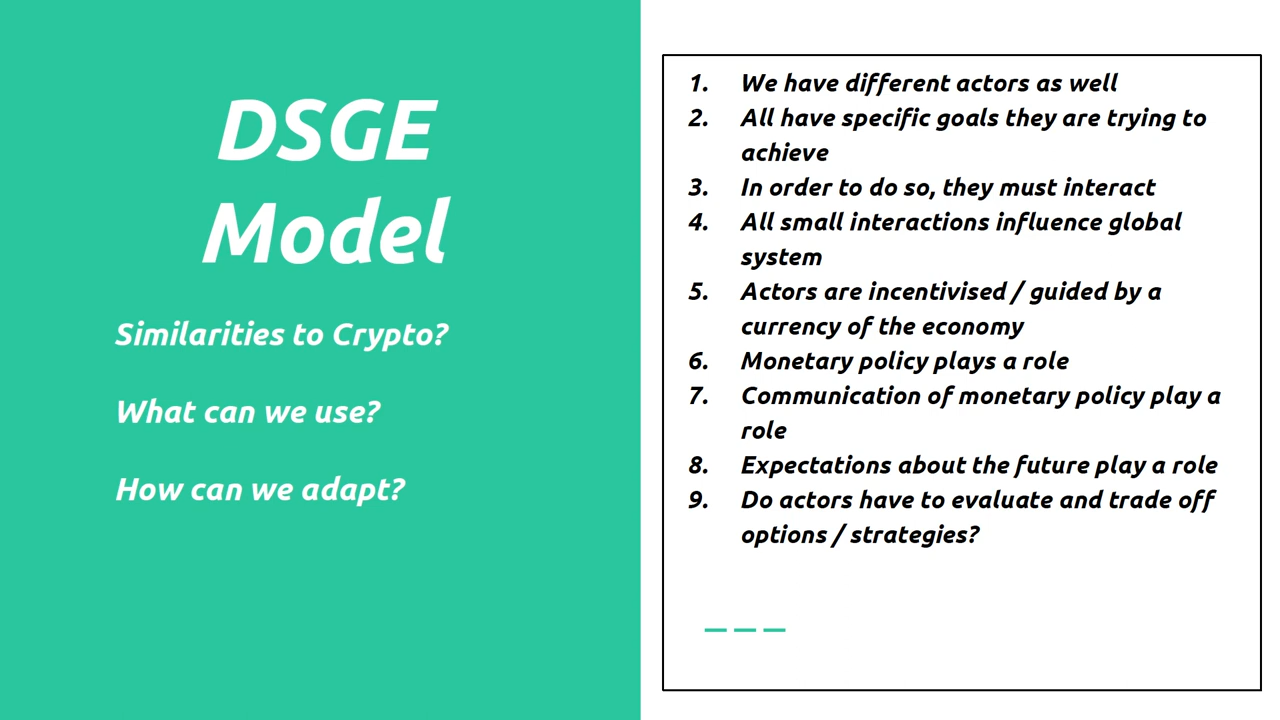 DSGE
Model
Similarities to Crypto?
What can we use?
How can we adapt?
1. We have different actors as well
2. All have specific goals they are trying to
achieve
3. In order to do so, they must interact
4. All small interactions influence global
system
5. Actors are incentivised / guided by a
currency of the economy
6. Monetary policy plays a role
7. Communication of monetary policy play a
role
8. Expectations about the future play a role
9. Do actors have to evaluate and trade off
options / strategies?